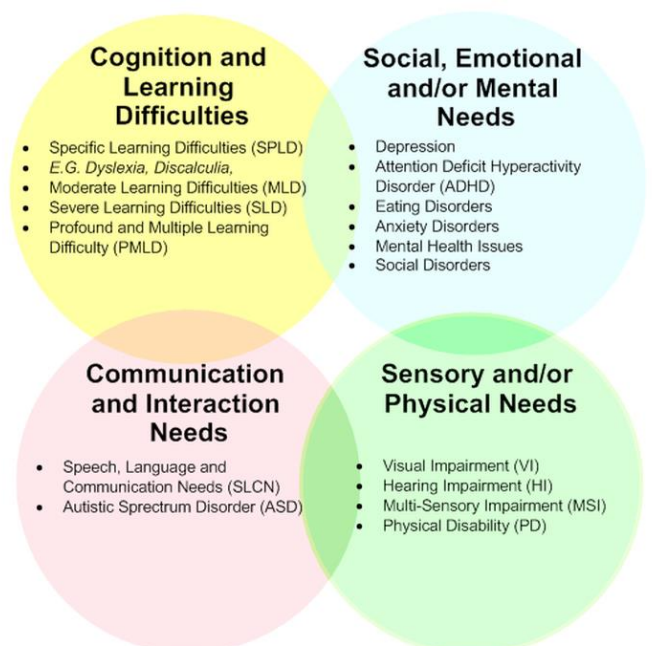 Cognition and
Learning
Difficulties
• Specific Learning Difficulties (SPLD)
• E.G. Dyslexia, Discalculia,
• Moderate Learning Difficulties (MLD)
• Severe Learning Difficulties (SLD)
• Profound and Multiple Learning
Difficulty (PMLD)
Social, Emotional
and/or Mental
Needs
• Depression
• Attention Deficit Hyperactivity
Disorder (ADHD)
• Eating Disorders
• Anxiety Disorders
• Mental Health Issues
• Social Disorders
Communication
and Interaction
Needs
• Speech, Language and
Communication Needs (SLCN)
• Autistic Sprectrum Disorder (ASD)
Sensory and/or
Physical Needs
• Visual Impairment (VI)
• Hearing Impairment (HI)
• Multi-Sensory Impairment (MSI)
• Physical Disability (PD)